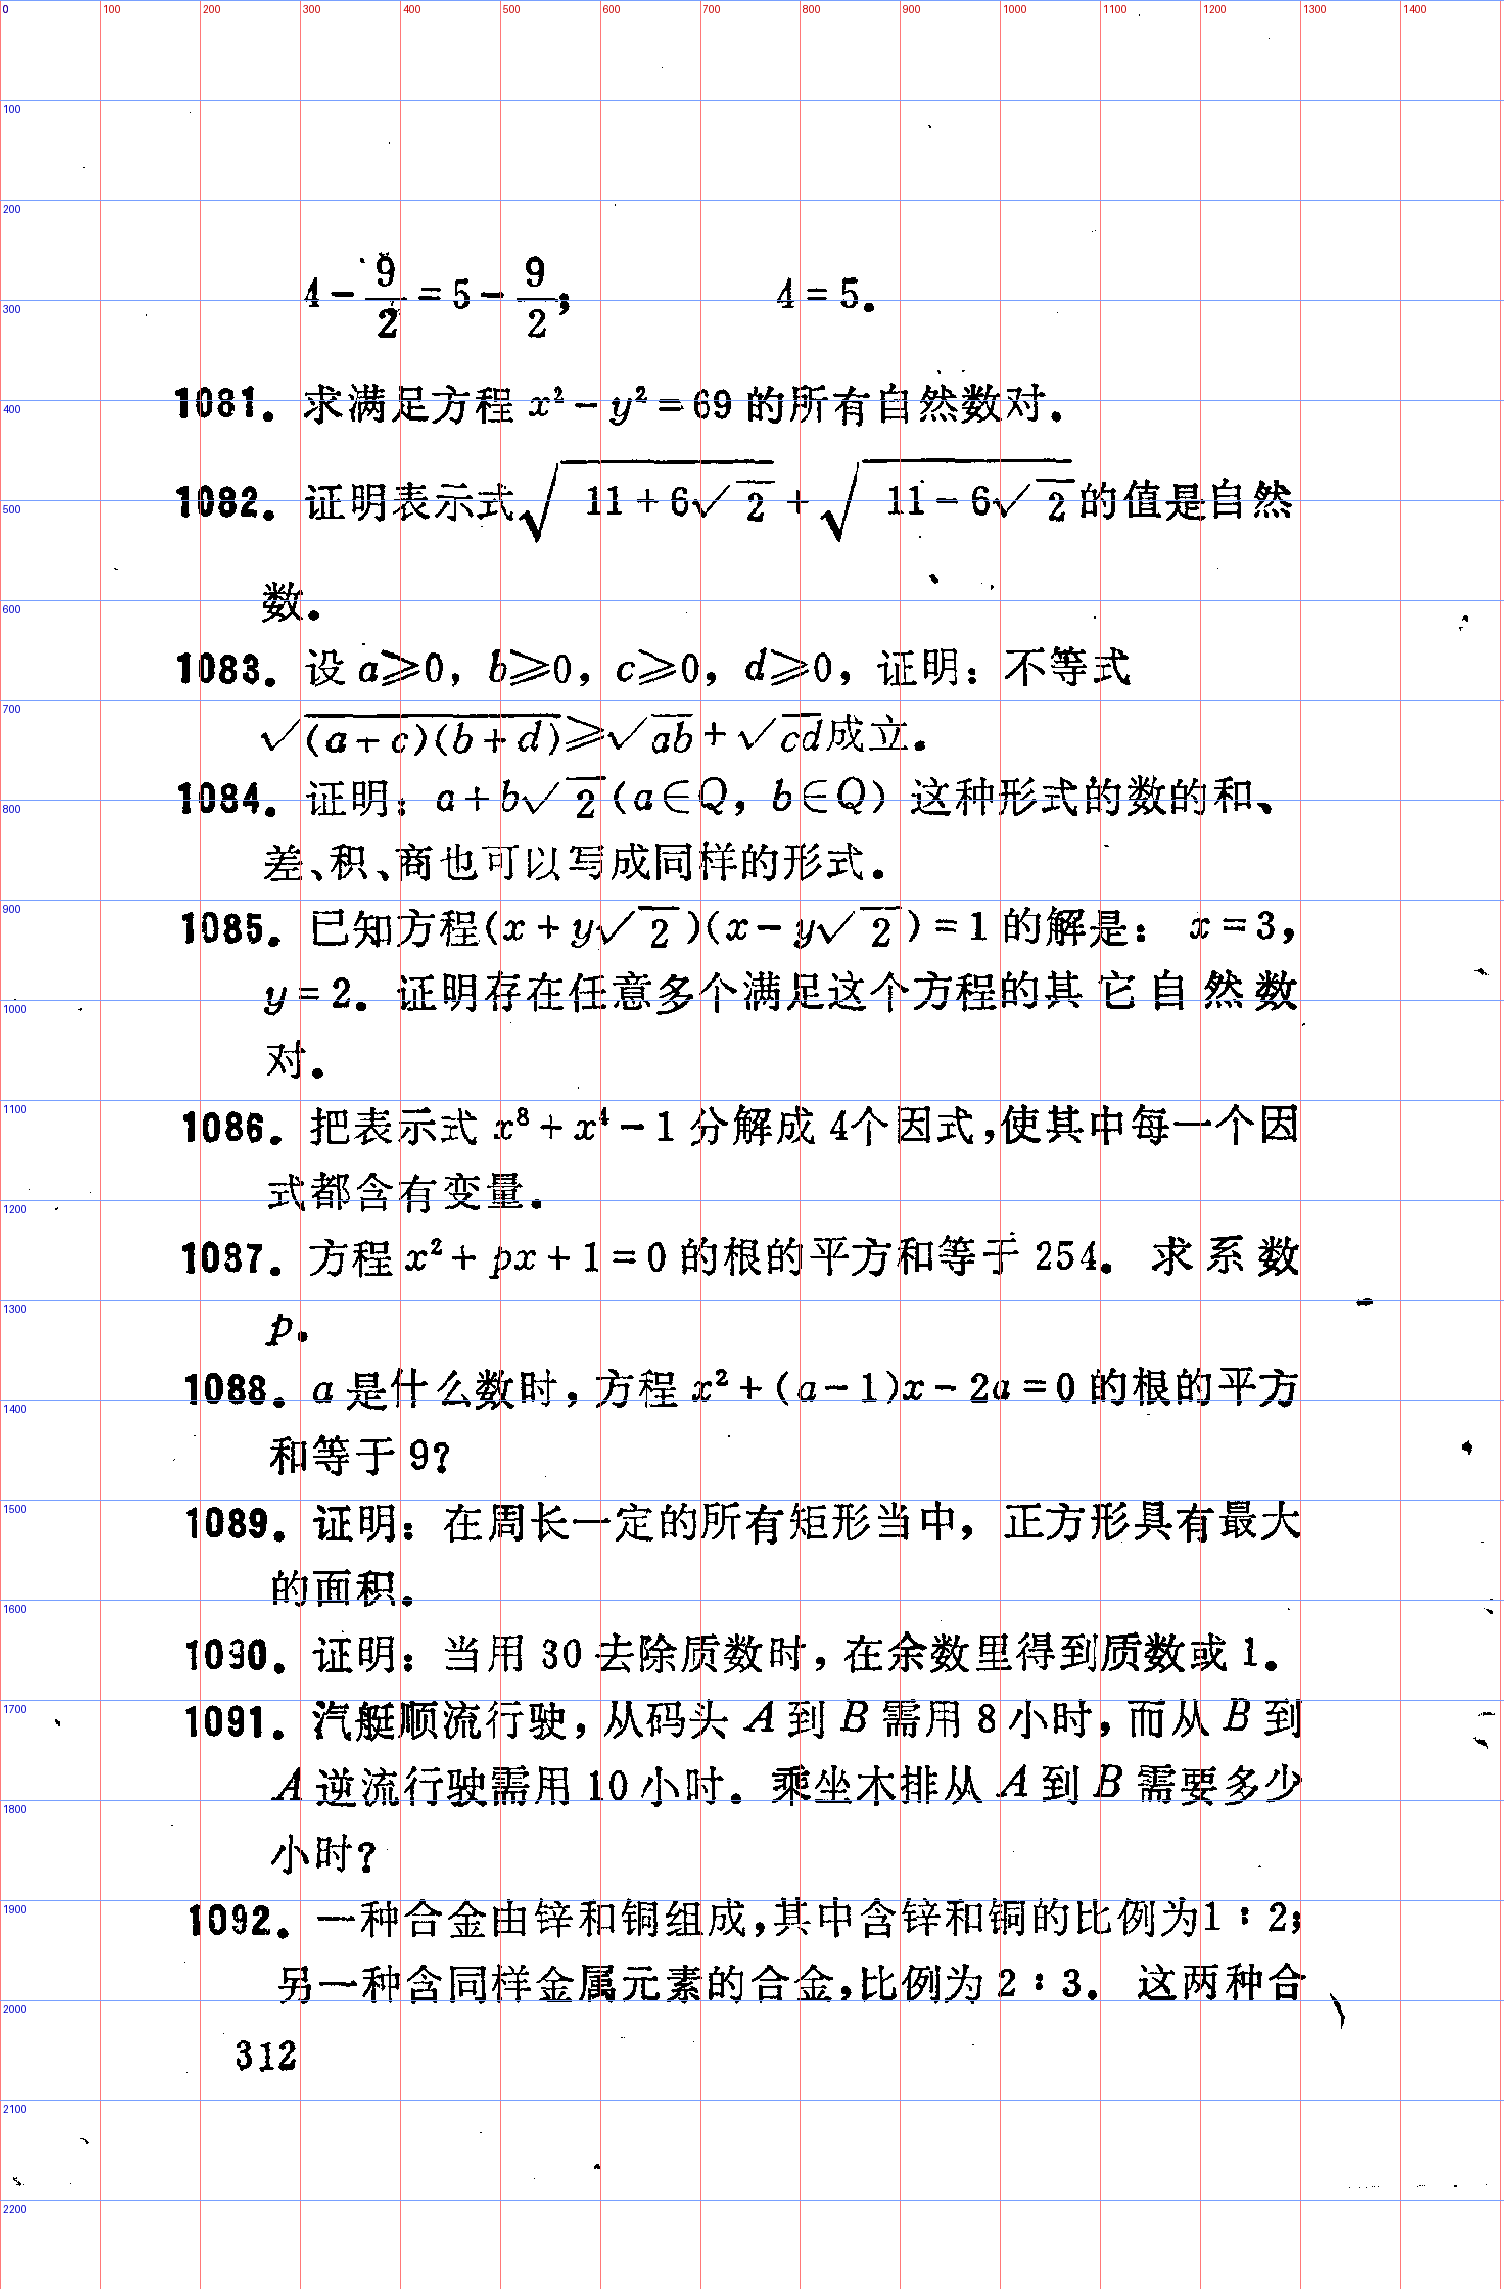 4 − 9/2 = 5 − 9/2; 4 = 5.
1081. 求满足方程 x² − y² = 69 的所有自然数对.
1082. 证明表示式√(11 + 6√2) + √(11 − 6√2) 的值是自然
数.
1083. 设 a⩾0, b⩾0, c⩾0, d⩾0, 证明: 不等式
√((a + c)(b + d)) ⩾ √(ab) + √(cd) 成立.
1084. 证明: a + b√2 (a∈Q, b∈Q) 这种形式的数的和、
差、积、商也可以写成同样的形式.
1085. 已知方程(x + y√2)(x − y√2) = 1 的解是: x = 3,
y = 2. 证明存在任意多个满足这个方程的其它自然数
对.
1086. 把表示式 x⁸ + x⁴ − 1 分解成 4个因式,使其中每一个因
式都含有变量.
1087. 方程 x² + px + 1 = 0 的根的平方和等于 254. 求系数
p.
1088. a 是什么数时, 方程 x² + (a − 1)x − 2a = 0 的根的平方
和等于 9?
1089. 证明: 在周长一定的所有矩形当中, 正方形具有最大
的面积.
1090. 证明: 当用 30 去除质数时, 在余数里得到质数或 1.
1091. 汽艇顺流行驶, 从码头 A 到 B 需用 8 小时, 而从 B 到
A 逆流行驶需用 10 小时. 乘坐木排从 A 到 B 需要多少
小时?
1092. 一种合金由锌和铜组成,其中含锌和铜的比例为1 : 2;
另一种含同样金属元素的合金,比例为 2 : 3. 这两种合
312